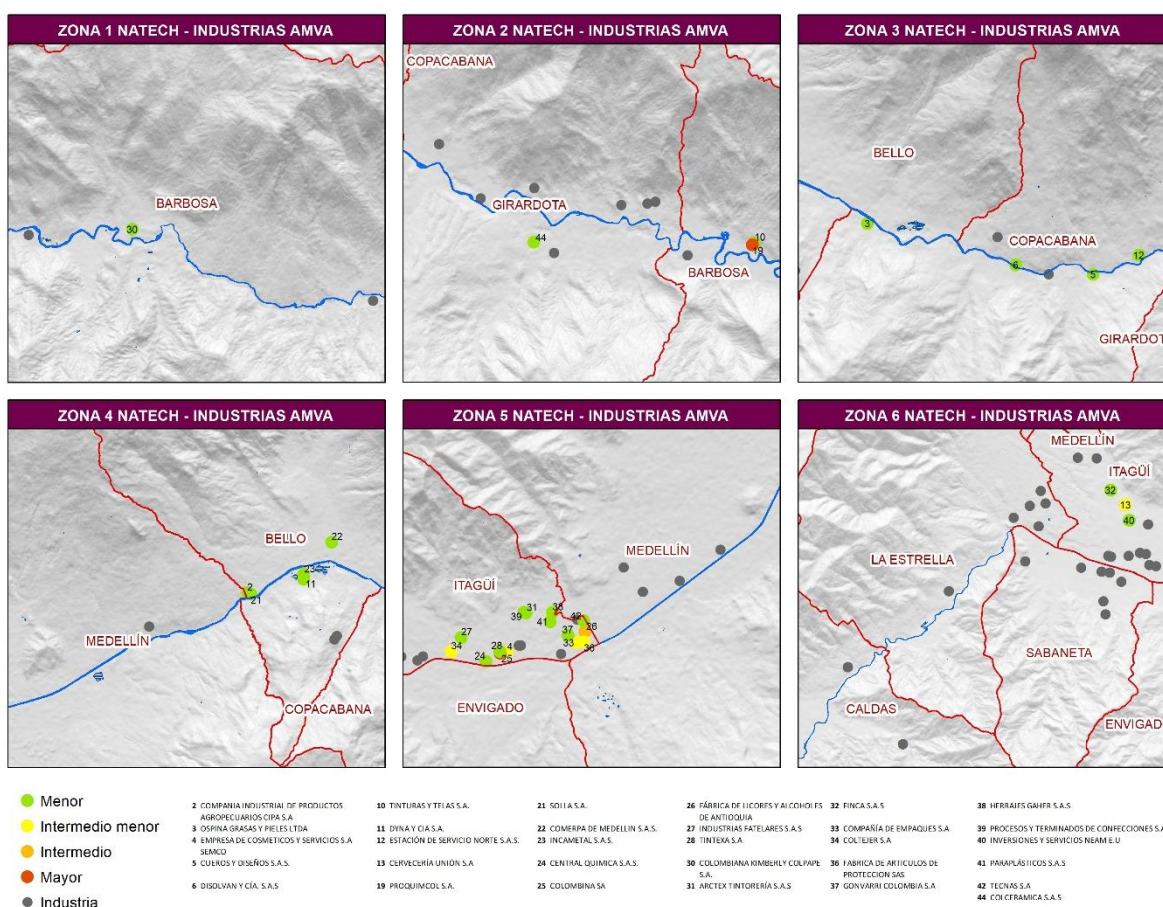 ZONA 1 NATECH - INDUSTRIAS AMVA
BARBOSA
30
ZONA 2 NATECH - INDUSTRIAS AMVA
COPACABANA
GIRARDOTA
44
10
19
BARBOSA
ZONA 3 NATECH - INDUSTRIAS AMVA
BELLO
3
COPACABANA
6
5
12
GIRARDOT
ZONA 4 NATECH - INDUSTRIAS AMVA
BELLO
22
23
11
2
21
MEDELLÍN
COPACABANA
ZONA 5 NATECH - INDUSTRIAS AMVA
MEDELLÍN
ITAGÜÍ
31
39
38
41
42
26
37
33
36
27
34
28
4
24
25
ENVIGADO
ZONA 6 NATECH - INDUSTRIAS AMVA
MEDELLÍN
ITAGÜÍ
32
13
40
LA ESTRELLA
SABANETA
CALDAS
ENVIGAD
Menor
Intermedio menor
Intermedio
Mayor
Industria
2 COMPANIA INDUSTRIAL DE PRODUCTOS
AGROPECUARIOS CIPA S.A
3 OSPINA GRASAS Y PIELES LTDA
4 EMPRESA DE COSMETICOS Y SERVICIOS S.A
SEMCO
5 CUEROS Y DISEÑOS S.A.S.
6 DISOLVAN Y CÍA. S.A.S
10 TINTURAS Y TELAS S.A.
11 DYNA Y CIA S.A.
12 ESTACIÓN DE SERVICIO NORTE S.A.S.
13 CERVECERÍA UNIÓN S.A
19 PROQUIMCOL S.A.
21 SOLLA S.A.
22 COMERPA DE MEDELLIN S.A.S.
23 INCAMETAL S.A.S.
24 CENTRAL QUIMICA S.A.S.
25 COLOMBINA SA
26 FÁBRICA DE LICORES Y ALCOHOLES
DE ANTIOQUIA
27 INDUSTRIAS FATELARES S.A.S
28 TINTEXA S.A
30 COLOMBIANA KIMBERLY COLPAPE
S.A.
31 ARCTEX TINTORERÍA S.A.S
32 FINCA S.A.S
33 COMPAÑÍA DE EMPAQUES S.A
34 COLTEJER S.A
36 FABRICA DE ARTICULOS DE
PROTECCION SAS
37 GONVARRI COLOMBIA S.A
38 HERRAJES GAHER S.A.S
39 PROCESOS Y TERMINADOS DE CONFECCIONES S.A
40 INVERSIONES Y SERVICIOS NEAM E.U
41 PARAPLÁSTICOS S.A.S
42 TECNAS S.A
44 COLCERAMICA S.A.S